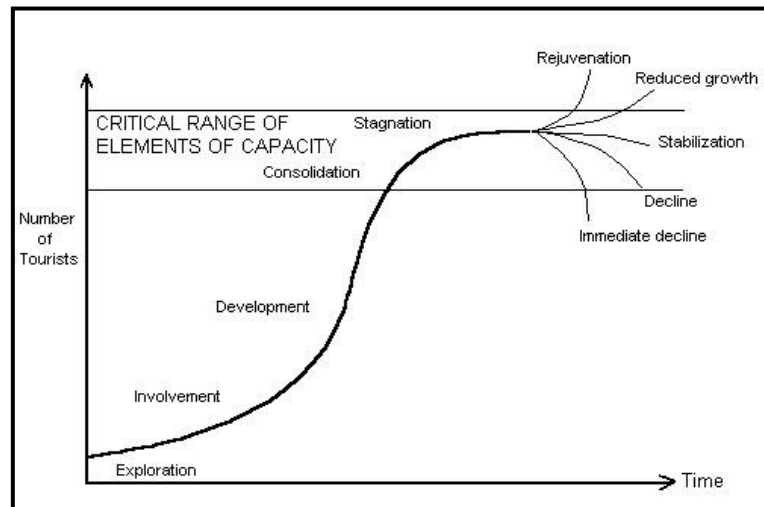 Rejuvenation
Reduced growth
CRITICAL RANGE OF
ELEMENTS OF CAPACITY
Stagnation
Stabilization
Consolidation
Decline
Number
of
Tourists
Immediate decline
Development
Involvement
Exploration
Time